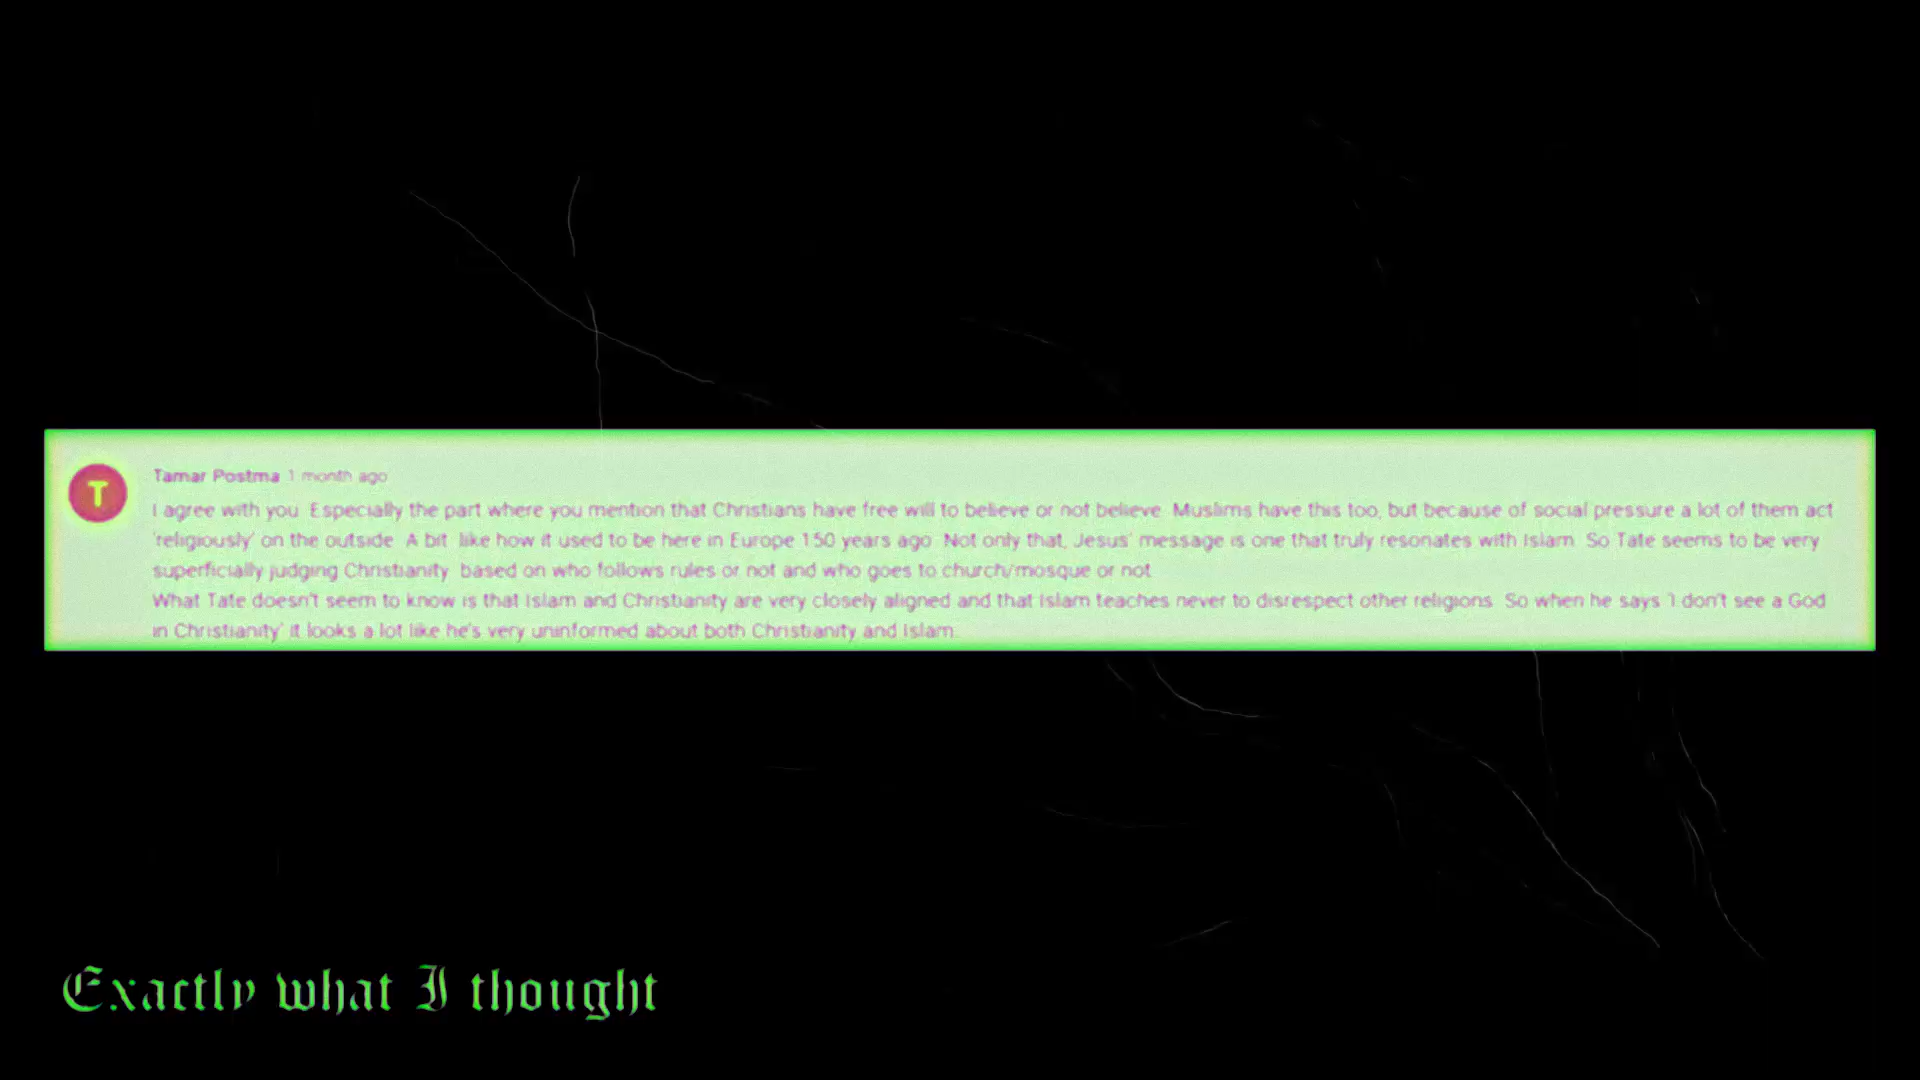 T
Tamar Postma 1 month ago
I agree with you. Especially the part where you mention that Christians have free will to believe or not believe. Muslims have this too, but because of social pressure a lot of them act
'religiously' on the outside. A bit like how it used to be here in Europe 150 years ago. Not only that, Jesus' message is one that truly resonates with Islam. So Tate seems to be very
superficially judging Christianity based on who follows rules or not and who goes to church/mosque or not.
What Tate doesn't seem to know is that Islam and Christianity are very closely aligned and that Islam teaches never to disrespect other religions. So when he says 'I don't see a God
in Christianity' it looks a lot like he's very uninformed about both Christianity and Islam.
Exactly what I thought